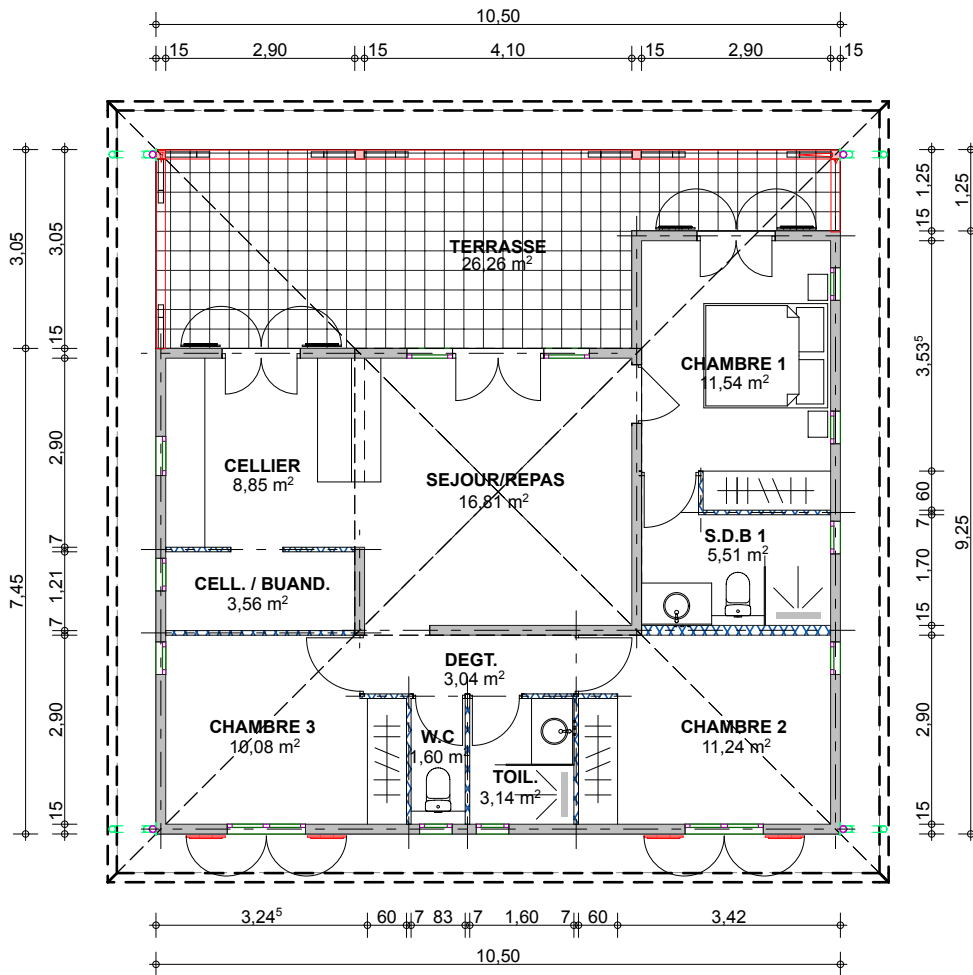 10,50
15 2,90 15 4,10 15 2,90 15
TERRASSE
26,26 m²
CHAMBRE 1
11,54 m²
CELLIER
8,85 m²
SEJOUR/REPAS
16.81 m²
S.D.B 1
5,51 m²
CELL. / BUAND.
3,56 m²
DEGT.
3,04 m²
CHAMBRE 3
10,08 m²
W.C
1,60 m²
TOIL.
3,14 m²
CHAMBRE 2
11,24 m²
3,05
7,45
3,05
15
2,90
7
1,21
7
2,90
15
1,25
15
3,53⁵
60
7
1,70
15
2,90
15
1,25
9,25
3,24⁵ 60 7 83 7 1,60 7 60 3,42
10,50